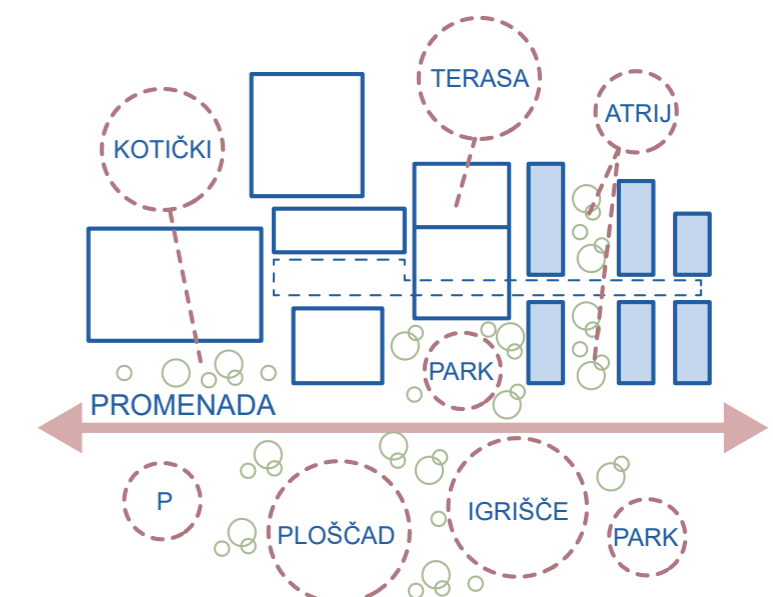 TERASA
ATRIJ
KOTIČKI
PARK
PROMENADA
P
PLOŠČAD
IGRIŠČE
PARK